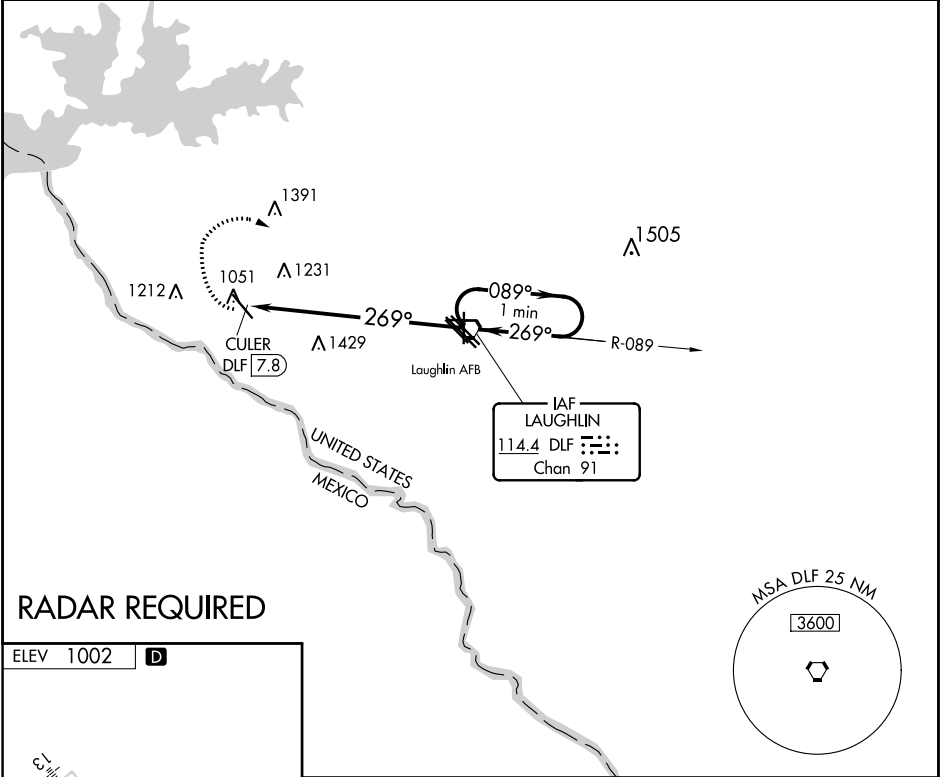 1391
1505
1231
1051
1212
089°
1 min
269°
269°
R-089
1429
CULER
DLF 7.8
Laughlin AFB
IAF
LAUGHLIN
114.4 DLF
Chan 91
UNITED STATES
MEXICO
MSA DLF 25 NM
3600
RADAR REQUIRED
ELEV 1002 D
13